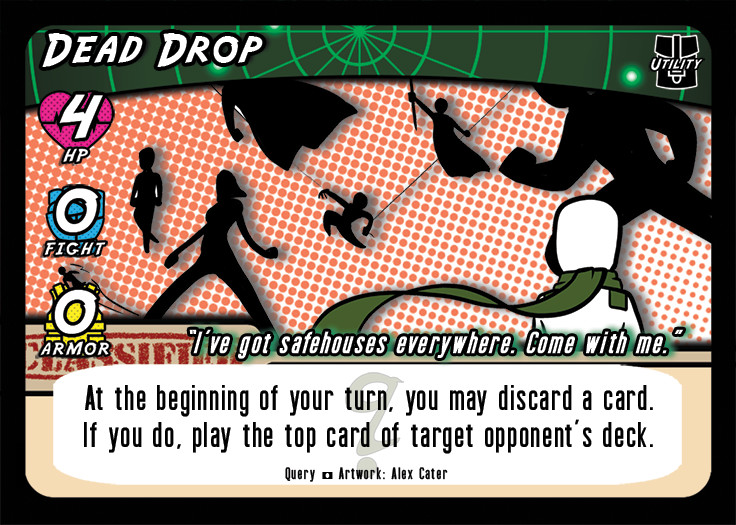 DEAD DROP
UTILITY
4
HP
0
FIGHT
0
ARMOR
CLASSIFIE
"I've got safehouses everywhere. Come with me."
?
At the beginning of your turn, you may discard a card.
If you do, play the top card of target opponent's deck.
Query Artwork: Alex Cater